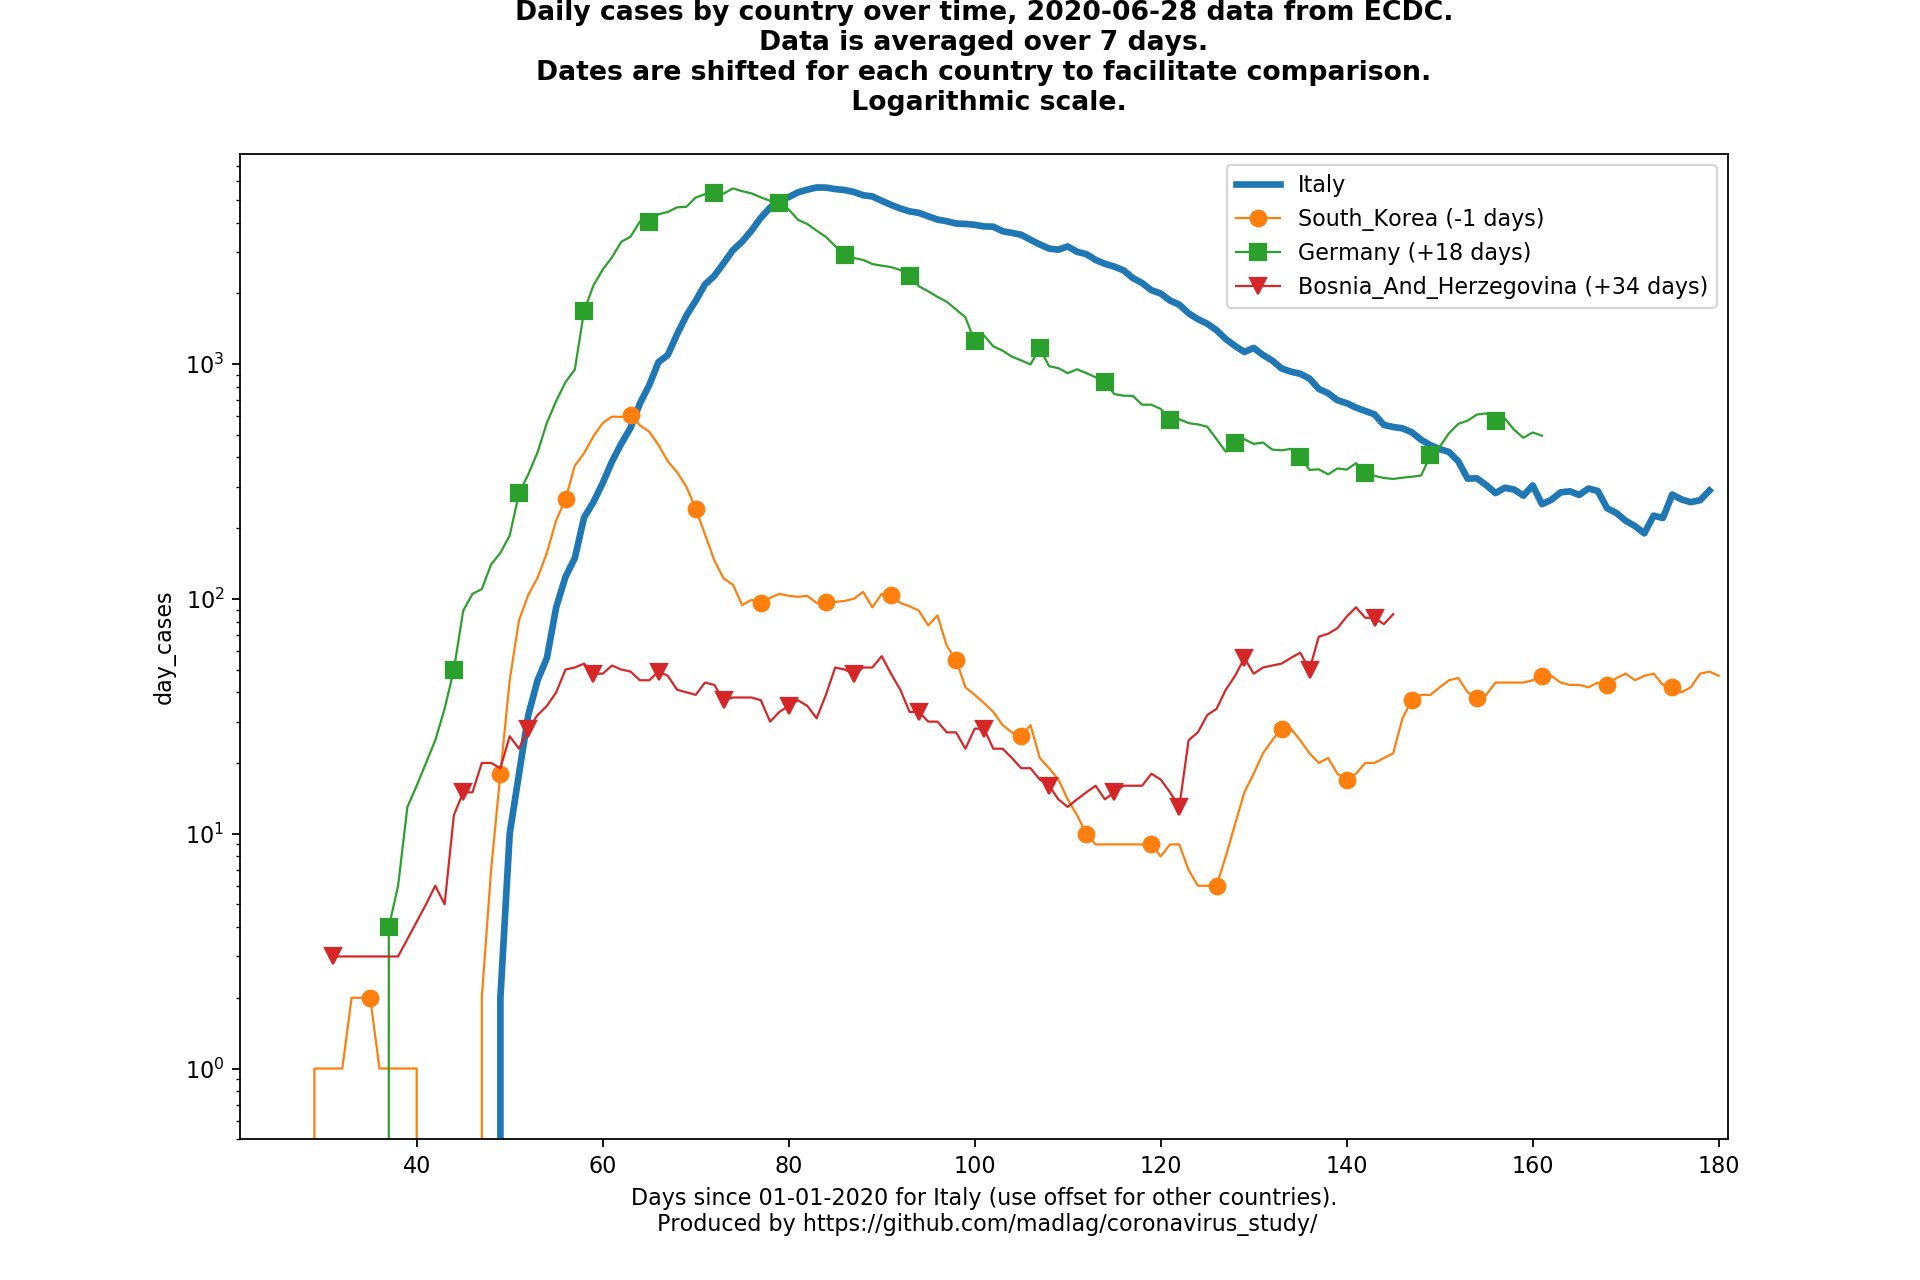 Daily cases by country over time, 2020-06-28 data from ECDC.
Data is averaged over 7 days.
Dates are shifted for each country to facilitate comparison.
Logarithmic scale.
Italy
South_Korea (-1 days)
Germany (+18 days)
Bosnia_And_Herzegovina (+34 days)
10³
10²
10¹
10⁰
day_cases
40 60 80 100 120 140 160 180
Days since 01-01-2020 for Italy (use offset for other countries).
Produced by https://github.com/madlag/coronavirus_study/